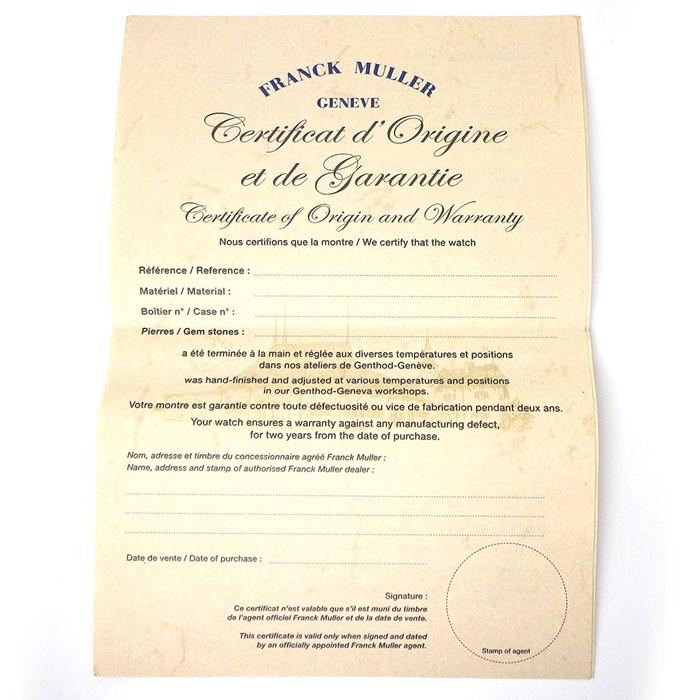 FRANCK MULLER
GENEVE
Certificat d'Origine
et de Garantie
Certificate of Origin and Warranty
Nous certifions que la montre / We certify that the watch
Référence / Reference :
Matériel / Material :
Boîtier n° / Case n° :
Pierres / Gem stones :
a été terminée à la main et réglée aux diverses températures et positions
dans nos ateliers de Genthod-Genève.
was hand-finished and adjusted at various temperatures and positions
in our Genthod-Geneva workshops.
Votre montre est garantie contre toute défectuosité ou vice de fabrication pendant deux ans.
Your watch ensures a warranty against any manufacturing defect,
for two years from the date of purchase.
Nom, adresse et timbre du concessionnaire agréé Franck Muller :
Name, address and stamp of authorised Franck Muller dealer :
Date de vente / Date of purchase :
Signature :
Ce certificat n'est valable que s'il est muni du timbre
de l'agent officiel Franck Muller et de la date de vente.
This certificate is valid only when signed and dated
by an officially appointed Franck Muller agent.
Stamp of agent